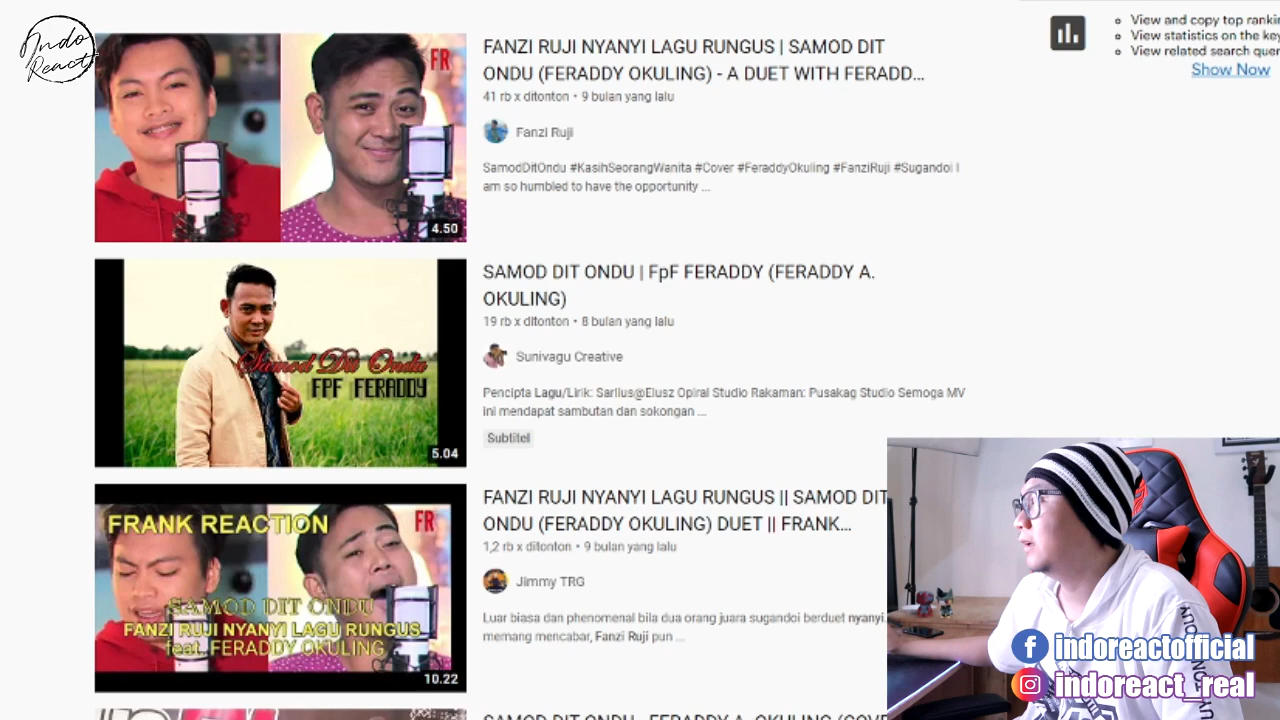 Indo
React
FR
4.50
FANZI RUJI NYANYI LAGU RUNGUS | SAMOD DIT
ONDU (FERADDY OKULING) - A DUET WITH FERADD...
41 rb x ditonton • 9 bulan yang lalu
Fanzi Ruji
SamodDitOndu #KasihSeorangWanita #Cover #FeraddyOkuling #FanziRuji #Sugandoi I
am so humbled to have the opportunity ...
View and copy top rankin
View statistics on the key
View related search quer
Show Now
Samod Dit Ondu
FPF FERADDY
5.04
SAMOD DIT ONDU | FpF FERADDY (FERADDY A.
OKULING)
19 rb x ditonton • 8 bulan yang lalu
Sunivagu Creative
Pencipta Lagu/Lirik: Sarlius@Elusz Opiral Studio Rakaman: Pusakag Studio Semoga MV
ini mendapat sambutan dan sokongan ...
Subtitel
FRANK REACTION
FR
SAMOD DIT ONDU
FANZI RUJI NYANYI LAGU RUNGUS
feat. FERADDY OKULING
10.22
FANZI RUJI NYANYI LAGU RUNGUS || SAMOD DIT
ONDU (FERADDY OKULING) DUET || FRANK...
1,2 rb x ditonton • 9 bulan yang lalu
Jimmy TRG
Luar biasa dan phenomenal bila dua orang juara sugandoi berduet nyanyi.
memang mencabar, Fanzi Ruji pun ...
indoreactofficial
indoreact_real